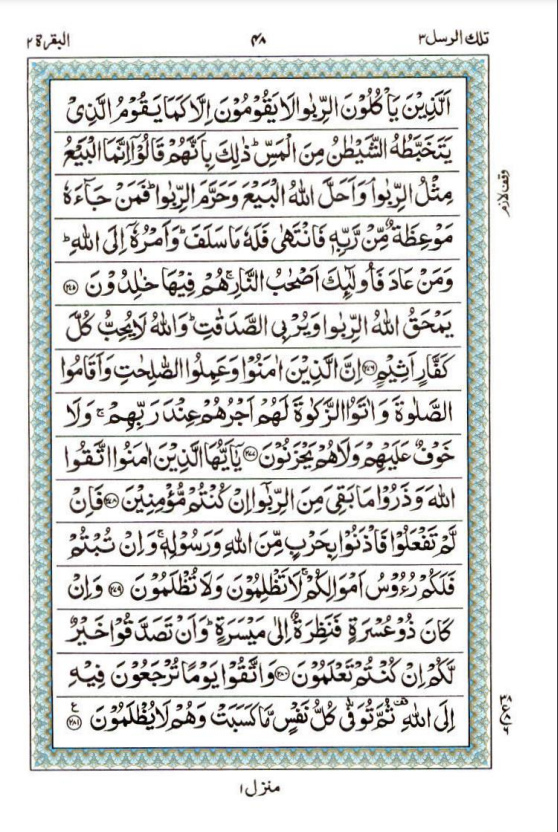 تلك الرسل ٣ ٤٨ البقرة ٢
اَلَّذِيْنَ يَاْكُلُوْنَ الرِّبٰوا لَا يَقُوْمُوْنَ اِلَّا كَمَا يَقُوْمُ الَّذِيْ
يَتَخَبَّطُهُ الشَّيْطٰنُ مِنَ الْمَسِّ ؕ ذٰلِكَ بِاَنَّهُمْ قَالُوْۤا اِنَّمَا الْبَيْعُ
مِثْلُ الرِّبٰوا ۘ وَاَحَلَّ اللّٰهُ الْبَيْعَ وَحَرَّمَ الرِّبٰوا ؕ فَمَنْ جَآءَهٗ
وقف لازم
مَوْعِظَةٌ مِّنْ رَّبِّهٖ فَانْتَهٰى فَلَهٗ مَا سَلَفَ ؕ وَاَمْرُهٗۤ اِلَى اللّٰهِ ؕ
وَمَنْ عَادَ فَاُولٰٓئِكَ اَصْحٰبُ النَّارِ ۚ هُمْ فِيْهَا خٰلِدُوْنَ ﴿٢٧٥﴾
يَمْحَقُ اللّٰهُ الرِّبٰوا وَيُرْبِي الصَّدَقٰتِ ؕ وَاللّٰهُ لَا يُحِبُّ كُلَّ
كَفَّارٍ اَثِيْمٍ ﴿٢٧٦﴾ اِنَّ الَّذِيْنَ اٰمَنُوْا وَعَمِلُوا الصّٰلِحٰتِ وَاَقَامُوا
الصَّلٰوةَ وَاٰتَوُا الزَّكٰوةَ لَهُمْ اَجْرُهُمْ عِنْدَ رَبِّهِمْ ۚ وَلَا
خَوْفٌ عَلَيْهِمْ وَلَا هُمْ يَحْزَنُوْنَ ﴿٢٧٧﴾ يٰۤاَيُّهَا الَّذِيْنَ اٰمَنُوا اتَّقُوا
اللّٰهَ وَذَرُوْا مَا بَقِيَ مِنَ الرِّبٰۤوا اِنْ كُنْتُمْ مُّؤْمِنِيْنَ ﴿٢٧٨﴾ فَاِنْ
لَّمْ تَفْعَلُوْا فَاْذَنُوْا بِحَرْبٍ مِّنَ اللّٰهِ وَرَسُوْلِهٖ ۚ وَاِنْ تُبْتُمْ
فَلَكُمْ رُءُوْسُ اَمْوَالِكُمْ ۚ لَا تَظْلِمُوْنَ وَلَا تُظْلَمُوْنَ ﴿٢٧٩﴾ وَاِنْ
كَانَ ذُوْ عُسْرَةٍ فَنَظِرَةٌ اِلٰى مَيْسَرَةٍ ؕ وَاَنْ تَصَدَّقُوْا خَيْرٌ
لَّكُمْ اِنْ كُنْتُمْ تَعْلَمُوْنَ ﴿٢٨٠﴾ وَاتَّقُوْا يَوْمًا تُرْجَعُوْنَ فِيْهِ
اِلَى اللّٰهِ ۛ ثُمَّ تُوَفّٰى كُلُّ نَفْسٍ مَّا كَسَبَتْ وَهُمْ لَا يُظْلَمُوْنَ ﴿٢٨١﴾
منزل ١